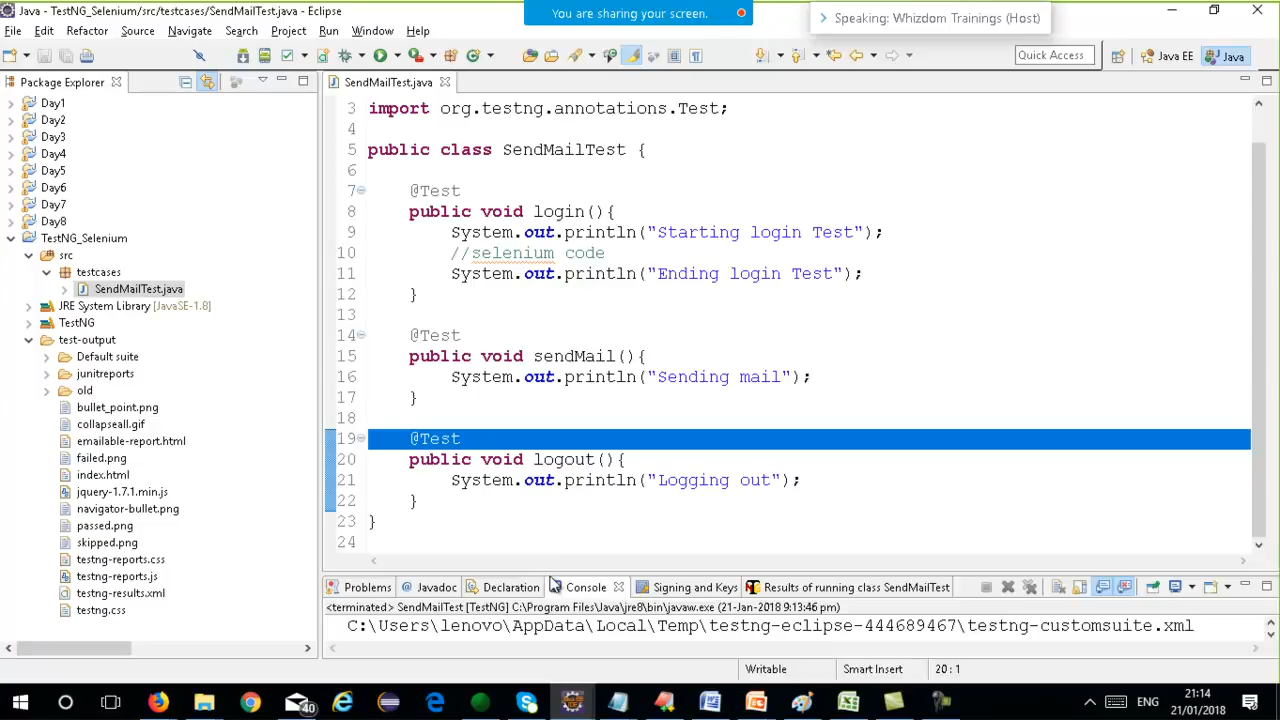 Java - TestNG_Selenium/src/testcases/SendMailTest.java - Eclipse
You are sharing your screen.
Speaking: Whizdom Trainings (Host)
File Edit Refactor Source Navigate Search Project Run Window Help
Quick Access
Java EE
Java
Package Explorer
Day1
Day2
Day3
Day4
Day5
Day6
Day7
Day8
TestNG_Selenium
src
testcases
SendMailTest.java
JRE System Library [JavaSE-1.8]
TestNG
test-output
Default suite
junitreports
old
bullet_point.png
collapseall.gif
emailable-report.html
failed.png
index.html
jquery-1.7.1.min.js
navigator-bullet.png
passed.png
skipped.png
testng-reports.css
testng-reports.js
testng-results.xml
testng.css
SendMailTest.java
3 import org.testng.annotations.Test;
4
5 public class SendMailTest {
6
7 @Test
8 public void login(){
9 System.out.println("Starting login Test");
10 //selenium code
11 System.out.println("Ending login Test");
12 }
13
14 @Test
15 public void sendMail(){
16 System.out.println("Sending mail");
17 }
18
19 @Test
20 public void logout(){
21 System.out.println("Logging out");
22 }
23 }
24
Problems @ Javadoc Declaration Console Signing and Keys Results of running class SendMailTest
<terminated> SendMailTest [TestNG] C:\Program Files\Java\jre8\bin\javaw.exe (21-Jan-2018 9:13:46 pm)
C:\Users\lenovo\AppData\Local\Temp\testng-eclipse-444689467\testng-customsuite.xml
Writable Smart Insert 20 : 1
40
ENG
21:14
21/01/2018